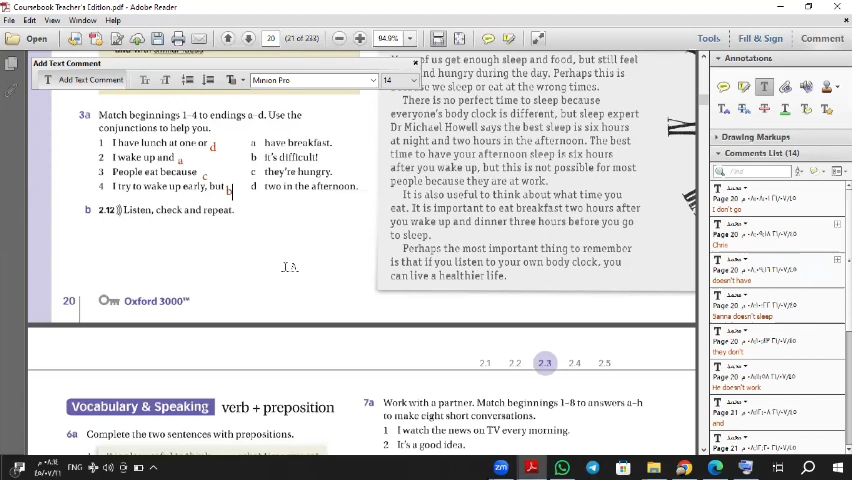 Coursebook Teacher's Edition.pdf - Adobe Reader
File Edit View Window Help
Open
20
(21 of 233)
94.9%
Tools
Fill & Sign
Comment
Add Text Comment
Add Text Comment
Minion Pro
14
3a Match beginnings 1–4 to endings a–d. Use the
conjunctions to help you.
1 I have lunch at one or d a have breakfast.
2 I wake up and a b it's difficult!
3 People eat because c c they're hungry.
4 I try to wake up early, but b d two in the afternoon.
b 2.12 Listen, check and repeat.
20 Oxford 3000™
of us get enough sleep and food, but still feel
and hungry during the day. Perhaps this is
we sleep or eat at the wrong times.
There is no perfect time to sleep because
everyone's body clock is different, but sleep expert
Dr Michael Howell says the best sleep is six hours
at night and two hours in the afternoon. The best
time to have your afternoon sleep is six hours
after you wake up, but this is not possible for most
people because they are at work.
It is also useful to think about what time you
eat. It is important to eat breakfast two hours after
you wake up and dinner three hours before you go
to sleep.
Perhaps the most important thing to remember
is that if you listen to your own body clock, you
can live a healthier life.
2.1 2.2 2.3 2.4 2.5
Vocabulary & Speaking verb + preposition
6a Complete the two sentences with prepositions.
7a Work with a partner. Match beginnings 1–8 to answers a–h
to make eight short conversations.
1 I watch the news on TV every morning.
2 It's a good idea.
Annotations
Drawing Markups
Comments List (14)
Find
Page 20
I don't go
Page 20
Chris
Page 20
doesn't have
Page 20
Page 20
they don't
Page 20
He doesn't work
Page 21
and
Page 21
ENG